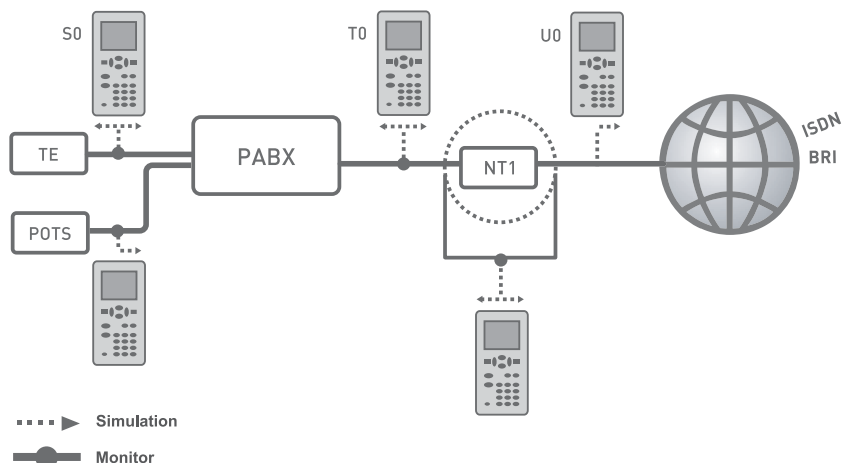 S0
T0
U0
ISDN
BRI
TE
PABX
NT1
POTS
Simulation
Monitor